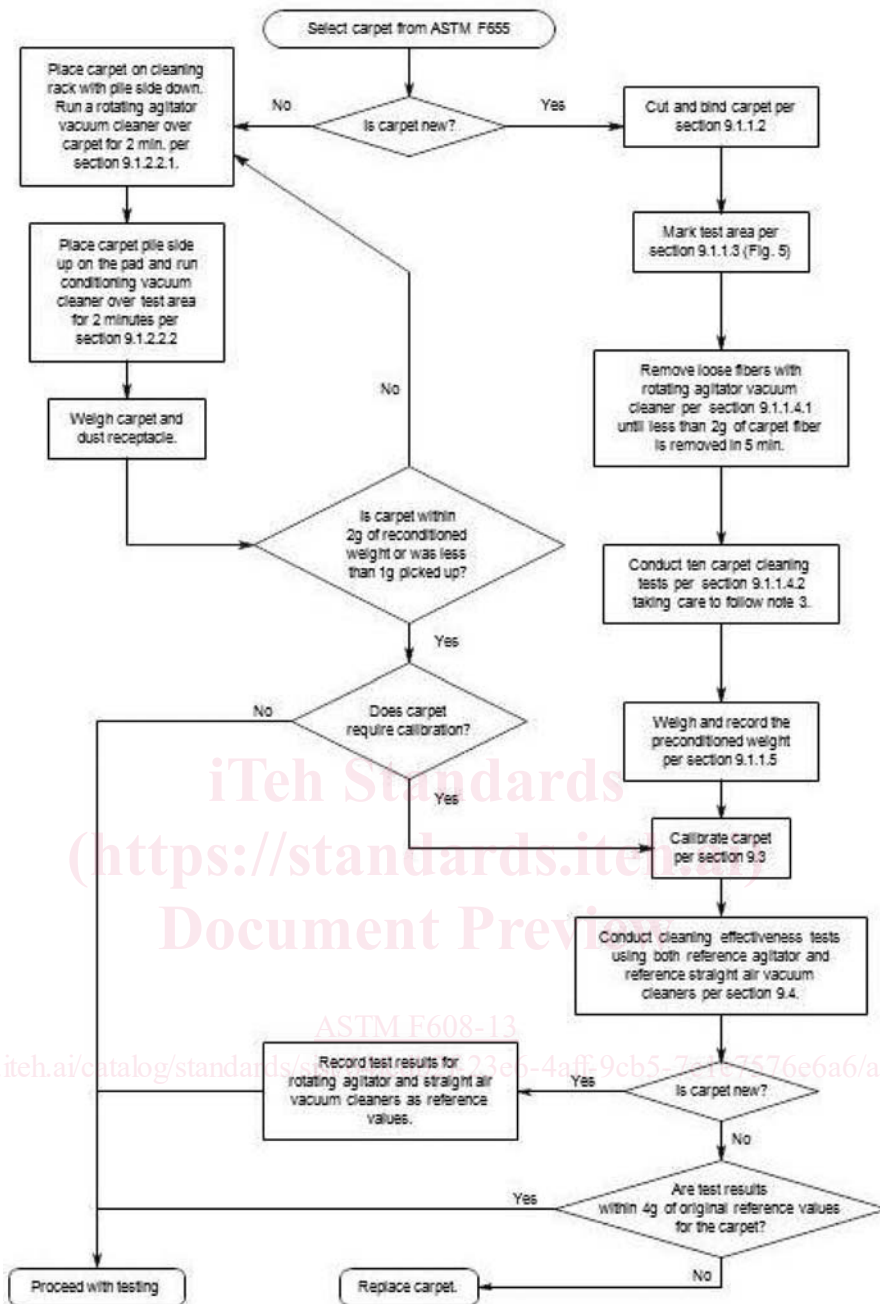 Select carpet from ASTM F655
Place carpet on cleaning
rack with pile side down.
Run a rotating agitator
vacuum cleaner over
carpet for 2 min. per
section 9.1.2.2.1.
No
Is carpet new?
Yes
Cut and bind carpet per
section 9.1.1.2
Mark test area per
section 9.1.1.3 (Fig. 5)
Place carpet pile side
up on the pad and run
conditioning vacuum
cleaner over test area
for 2 minutes per
section 9.1.2.2.2
No
Remove loose fibers with
rotating agitator vacuum
cleaner per section 9.1.1.4.1
until less than 2g of carpet fiber
is removed in 5 min.
Weigh carpet and
dust receptacle.
Is carpet within
2g of reconditioned
weight or was less
than 1g picked up?
Conduct ten carpet cleaning
tests per section 9.1.1.4.2
taking care to follow note 3.
Yes
No
Does carpet
require calibration?
Weigh and record the
preconditioned weight
per section 9.1.1.5
Yes
iTeh Standards
(https://standards.iteh.ai)
Document Preview
Calibrate carpet
per section 9.3
Conduct cleaning effectiveness tests
using both reference agitator and
reference straight air vacuum
cleaners per section 9.4.
ASTM F608-13
iteh.ai/catalog/standards/
Record test results for
rotating agitator and straight air
vacuum cleaners as reference
values.
Yes
Is carpet new?
No
Yes
Are test results
within 4g of original reference values
for the carpet?
No
Proceed with testing
Replace carpet.